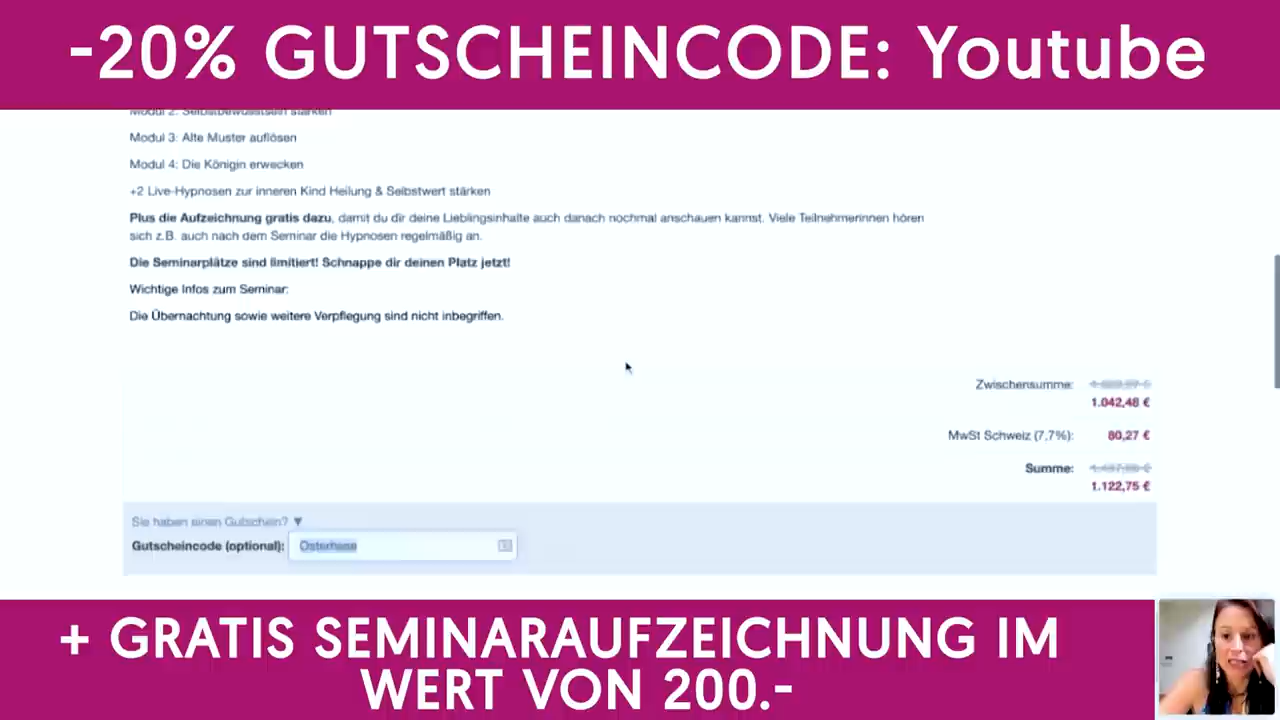 -20% GUTSCHEINCODE: Youtube
Modul 2: Selbstbewusstsein stärken
Modul 3: Alte Muster auflösen
Modul 4: Die Königin erwecken
+2 Live-Hypnosen zur inneren Kind Heilung & Selbstwert stärken
Plus die Aufzeichnung gratis dazu, damit du dir deine Lieblingsinhalte auch danach nochmal anschauen kannst. Viele Teilnehmerinnen hören
sich z.B. auch nach dem Seminar die Hypnosen regelmäßig an.
Die Seminarplätze sind limitiert! Schnappe dir deinen Platz jetzt!
Wichtige Infos zum Seminar:
Die Übernachtung sowie weitere Verpflegung sind nicht inbegriffen.
Zwischensumme:
1.042,48 €
MwSt Schweiz (7,7%): 80,27 €
Summe:
1.122,75 €
Sie haben einen Gutschein? ▼
Gutscheincode (optional): Osterhase
+ GRATIS SEMINARAUFZEICHNUNG IM
WERT VON 200.-